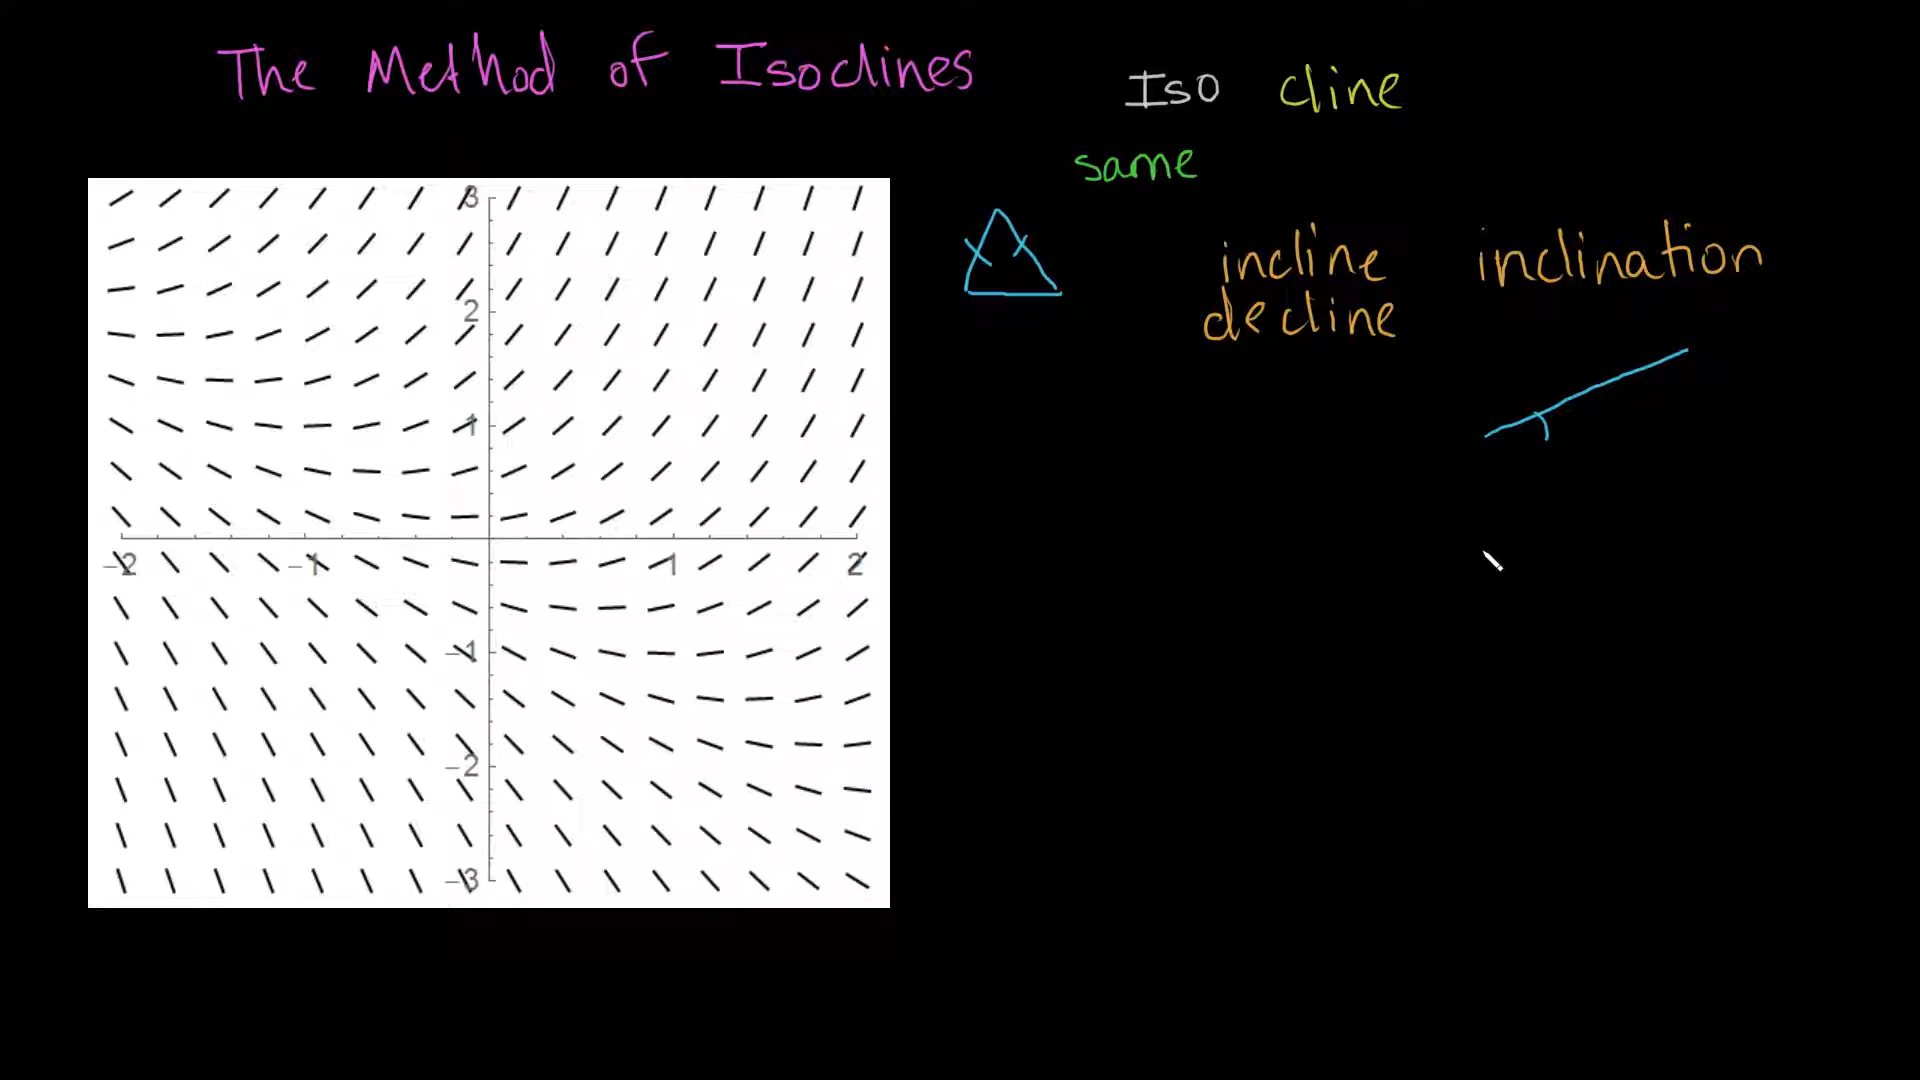 The Method of Isoclines
Iso cline
same
incline inclination
decline
3
2
1
-2 -1 1 2
-1
-2
-3